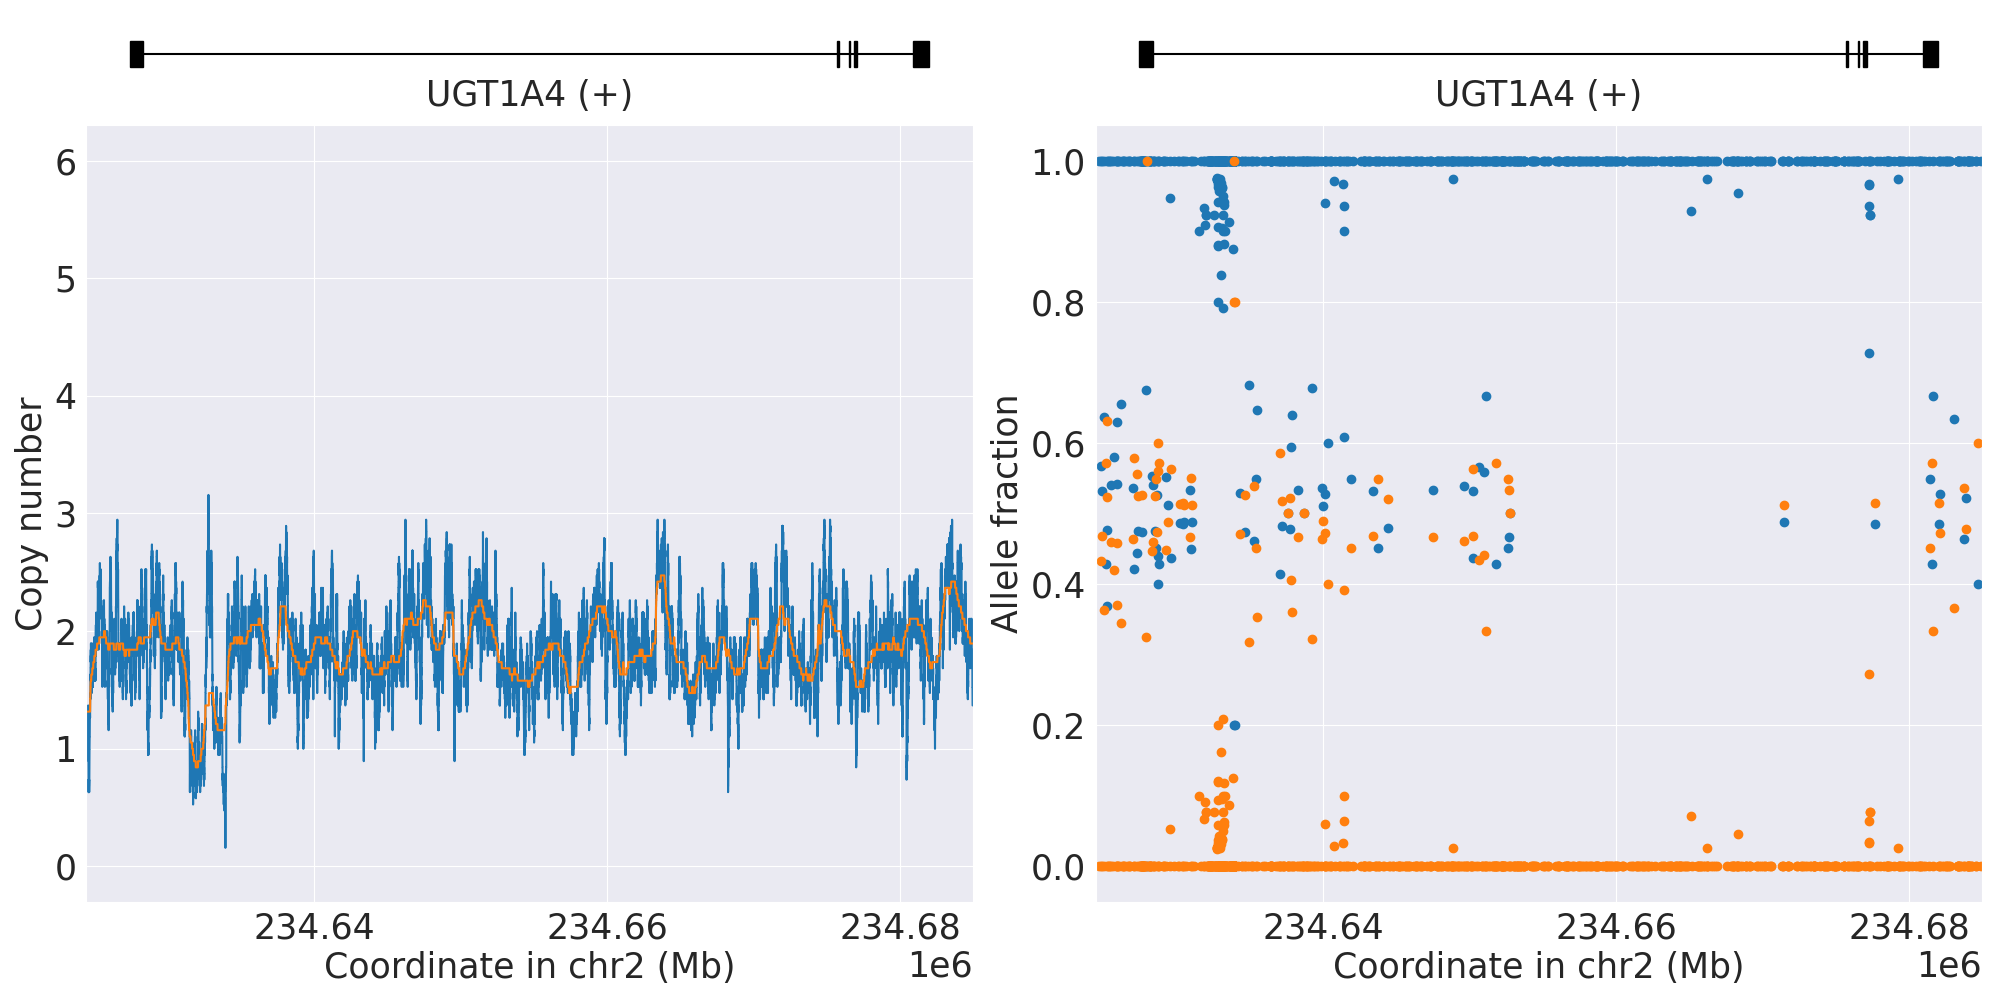 UGT1A4 (+)
6
5
4
3
2
1
0
Copy number
234.64
234.66
234.68
Coordinate in chr2 (Mb)
1e6
UGT1A4 (+)
1.0
0.8
0.6
0.4
0.2
0.0
Allele fraction
234.64
234.66
234.68
Coordinate in chr2 (Mb)
1e6